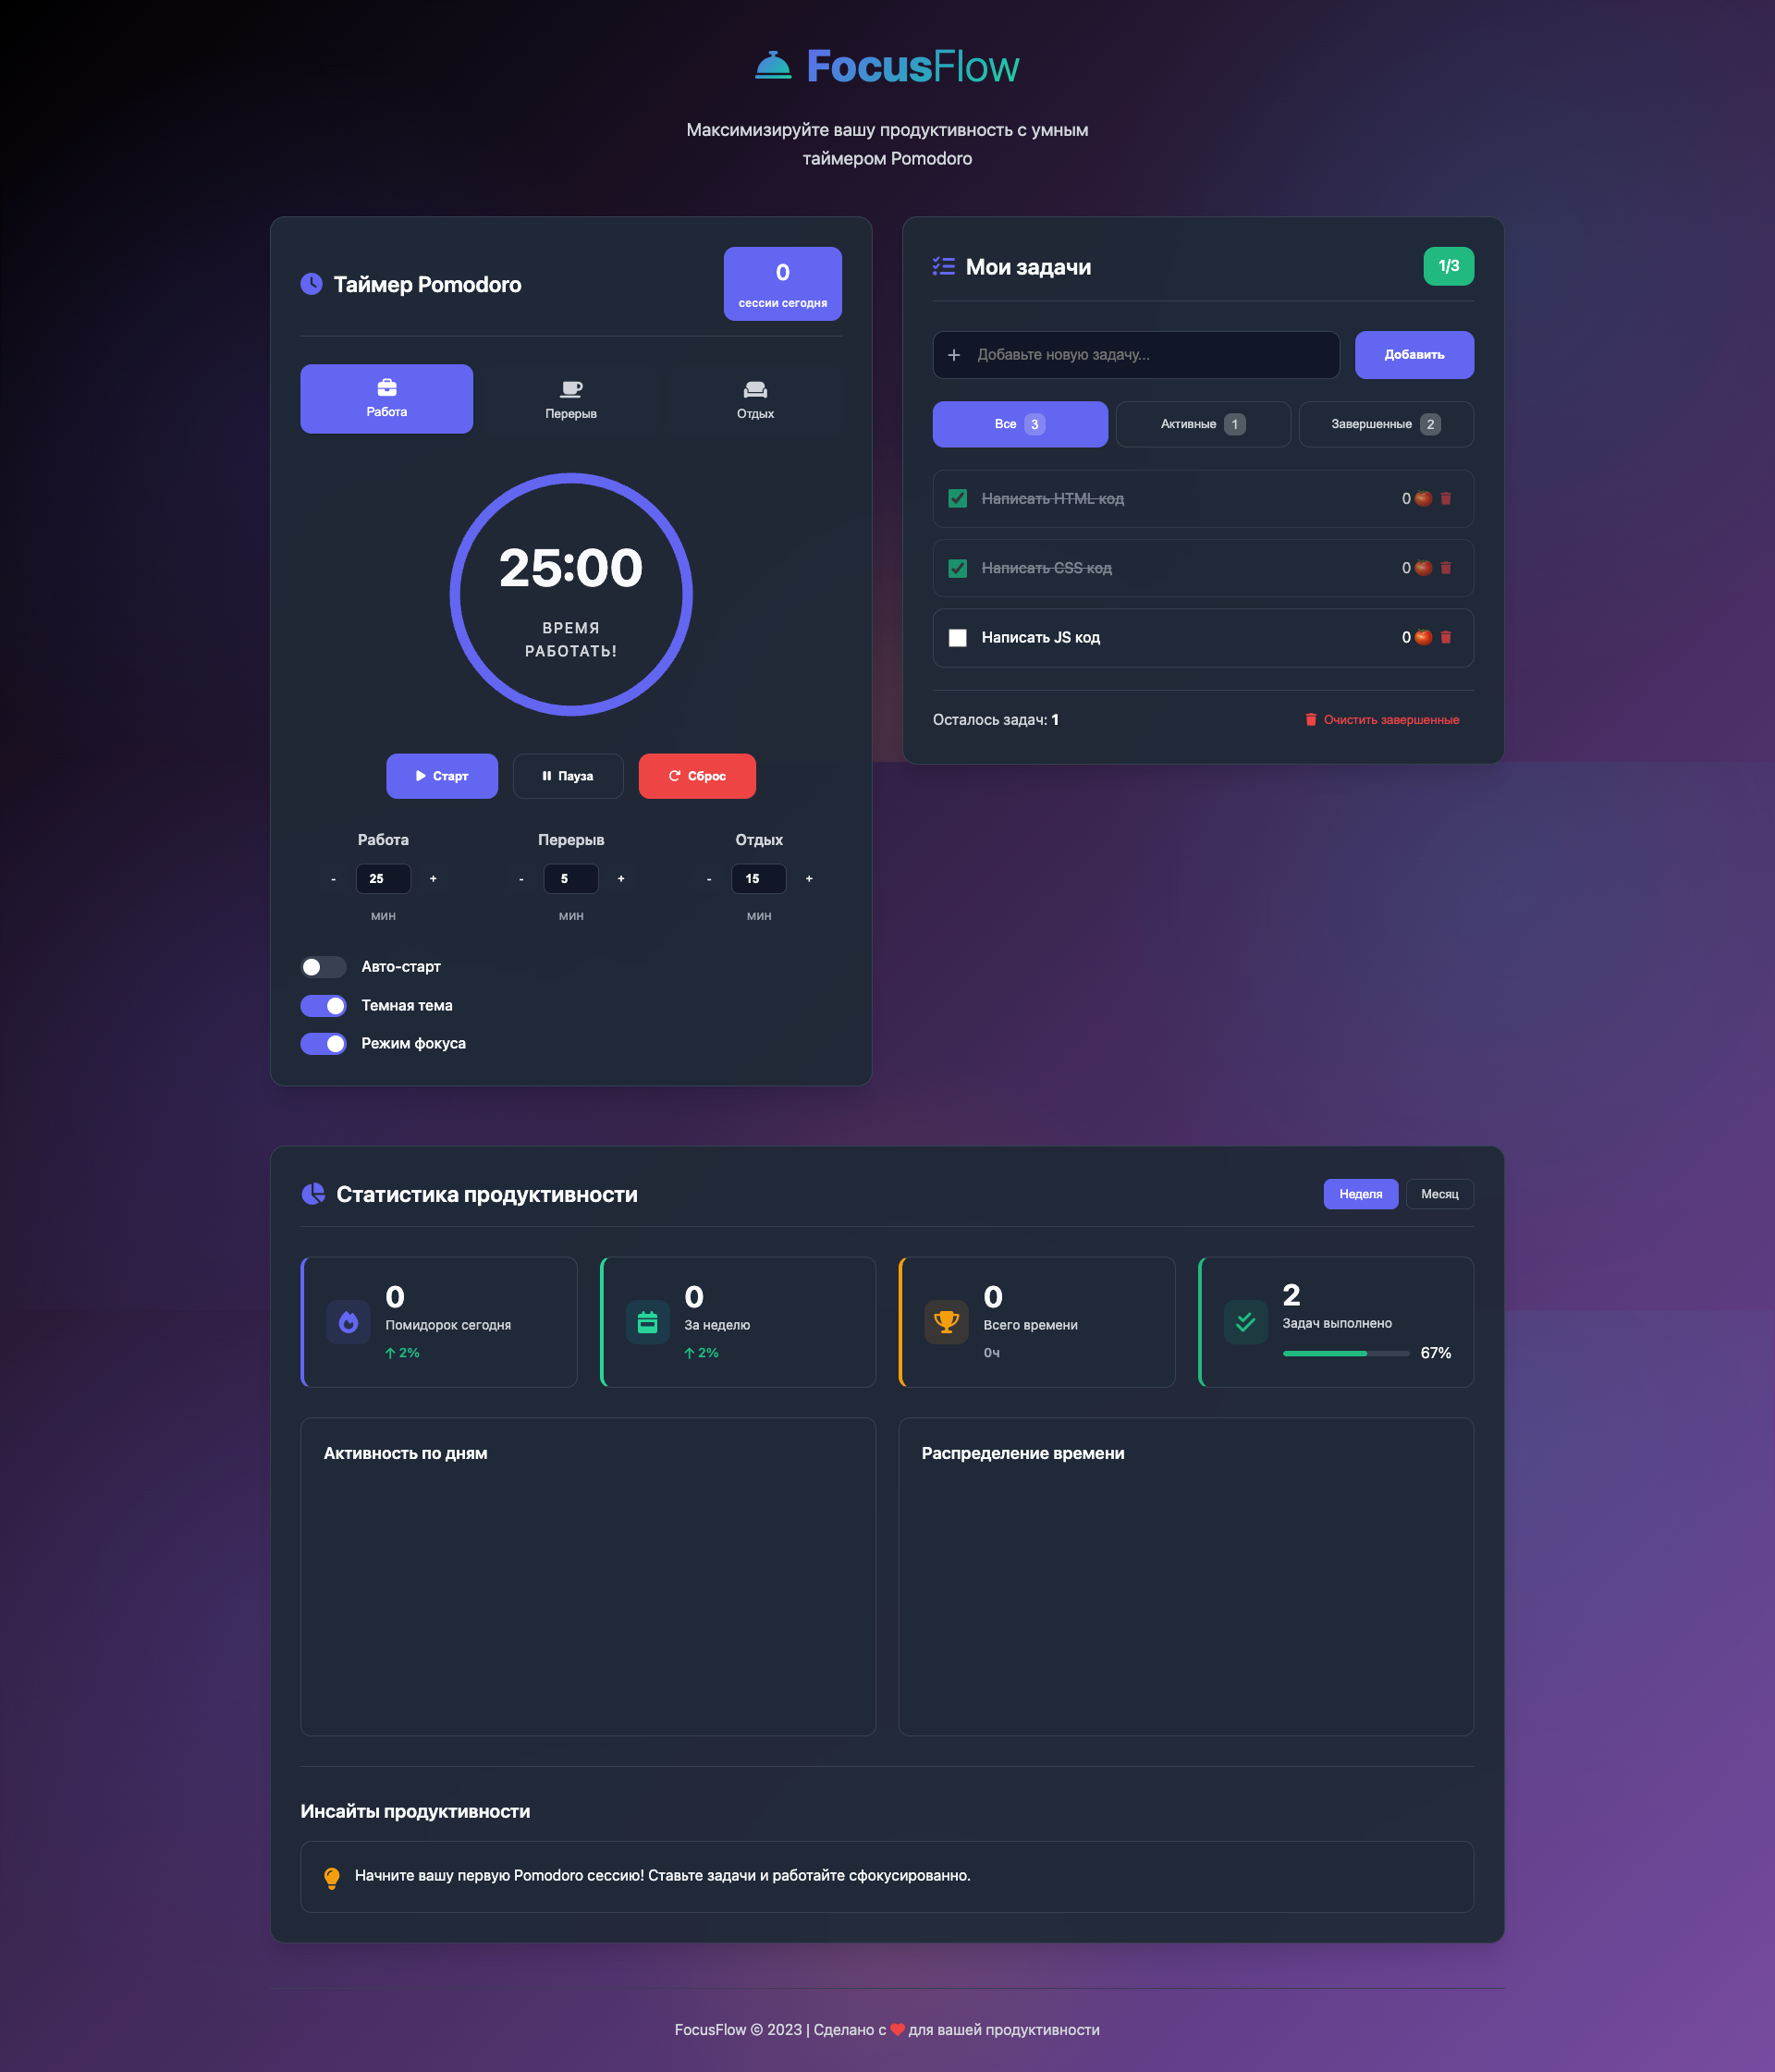 FocusFlow
Максимизируйте вашу продуктивность с умным
таймером Pomodoro
Таймер Pomodoro
0
сессии сегодня
Работа
Перерыв
Отдых
25:00
ВРЕМЯ
РАБОТАТЬ!
Старт
Пауза
Сброс
Работа
Перерыв
Отдых
- 25 +
- 5 +
- 15 +
мин
мин
мин
Авто-старт
Темная тема
Режим фокуса
Мои задачи
1/3
Добавьте новую задачу...
Добавить
Все 3
Активные 1
Завершенные 2
Написать HTML код 0
Написать CSS код 0
Написать JS код 0
Осталось задач: 1
Очистить завершенные
Статистика продуктивности
Неделя
Месяц
0
Помидорок сегодня
2%
0
За неделю
2%
0
Всего времени
0ч
2
Задач выполнено
67%
Активность по дням
Распределение времени
Инсайты продуктивности
Начните вашу первую Pomodoro сессию! Ставьте задачи и работайте сфокусированно.
FocusFlow © 2023 | Сделано с ❤ для вашей продуктивности